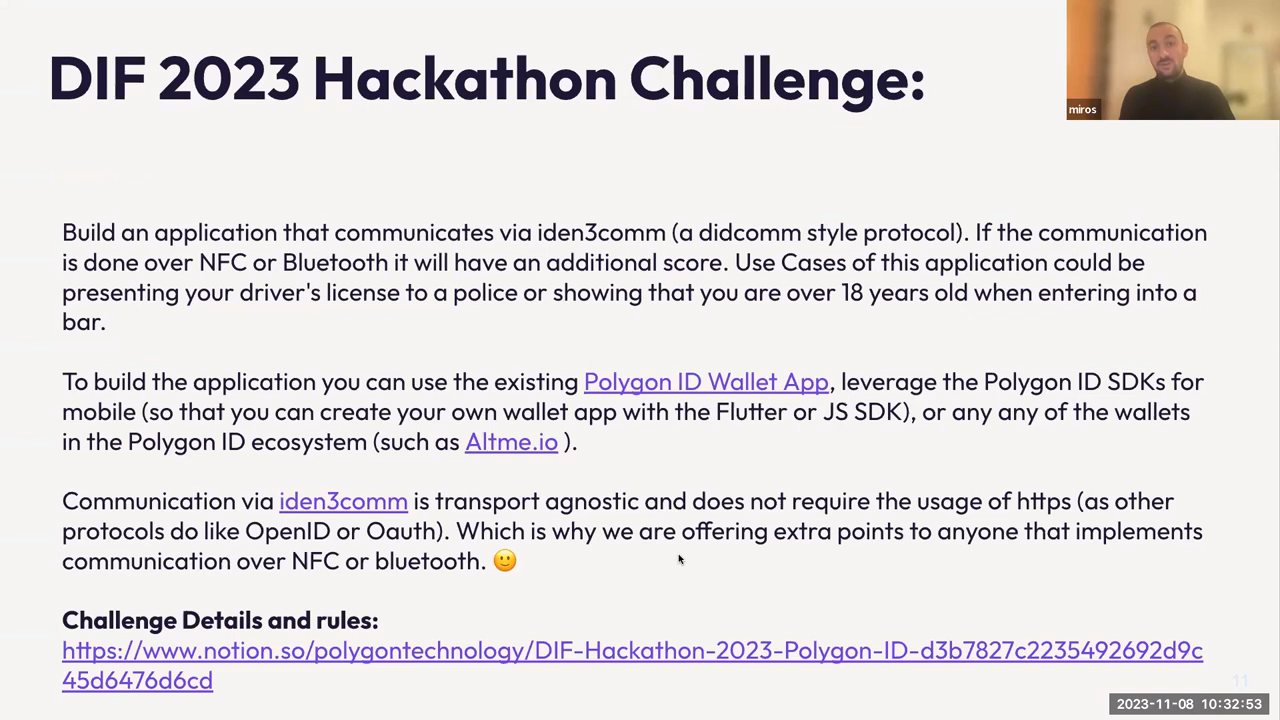 DIF 2023 Hackathon Challenge:
miros
Build an application that communicates via iden3comm (a didcomm style protocol). If the communication
is done over NFC or Bluetooth it will have an additional score. Use Cases of this application could be
presenting your driver's license to a police or showing that you are over 18 years old when entering into a
bar.
To build the application you can use the existing Polygon ID Wallet App, leverage the Polygon ID SDKs for
mobile (so that you can create your own wallet app with the Flutter or JS SDK), or any any of the wallets
in the Polygon ID ecosystem (such as Altme.io ).
Communication via iden3comm is transport agnostic and does not require the usage of https (as other
protocols do like OpenID or Oauth). Which is why we are offering extra points to anyone that implements
communication over NFC or bluetooth. 🙂
Challenge Details and rules:
https://www.notion.so/polygontechnology/DIF-Hackathon-2023-Polygon-ID-d3b7827c2235492692d9c
45d6476d6cd
11
2023-11-08 10:32:53